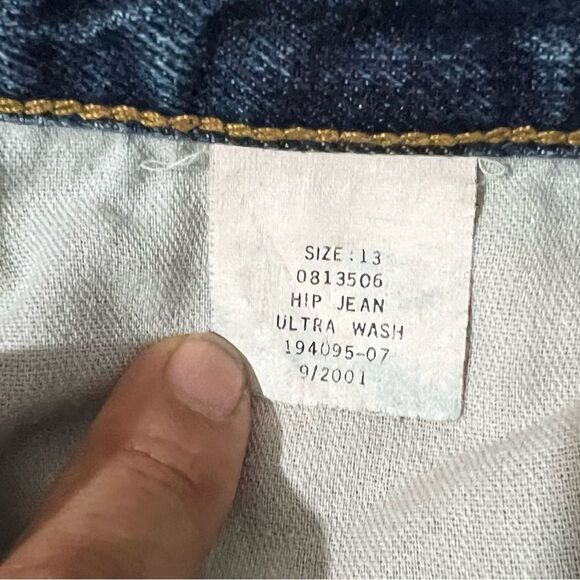 SIZE:13
0813506
HIP JEAN
ULTRA WASH
194095-07
9/2001